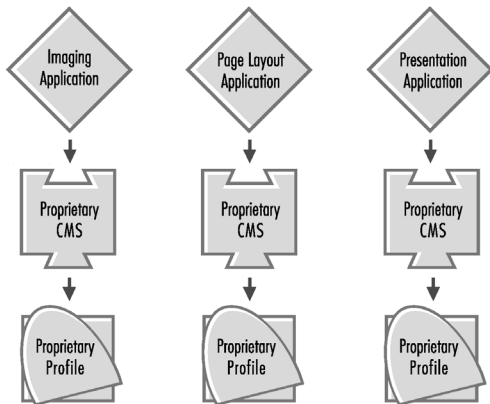 Imaging
Application
Page Layout
Application
Presentation
Application
Proprietary
CMS
Proprietary
CMS
Proprietary
CMS
Proprietary
Profile
Proprietary
Profile
Proprietary
Profile